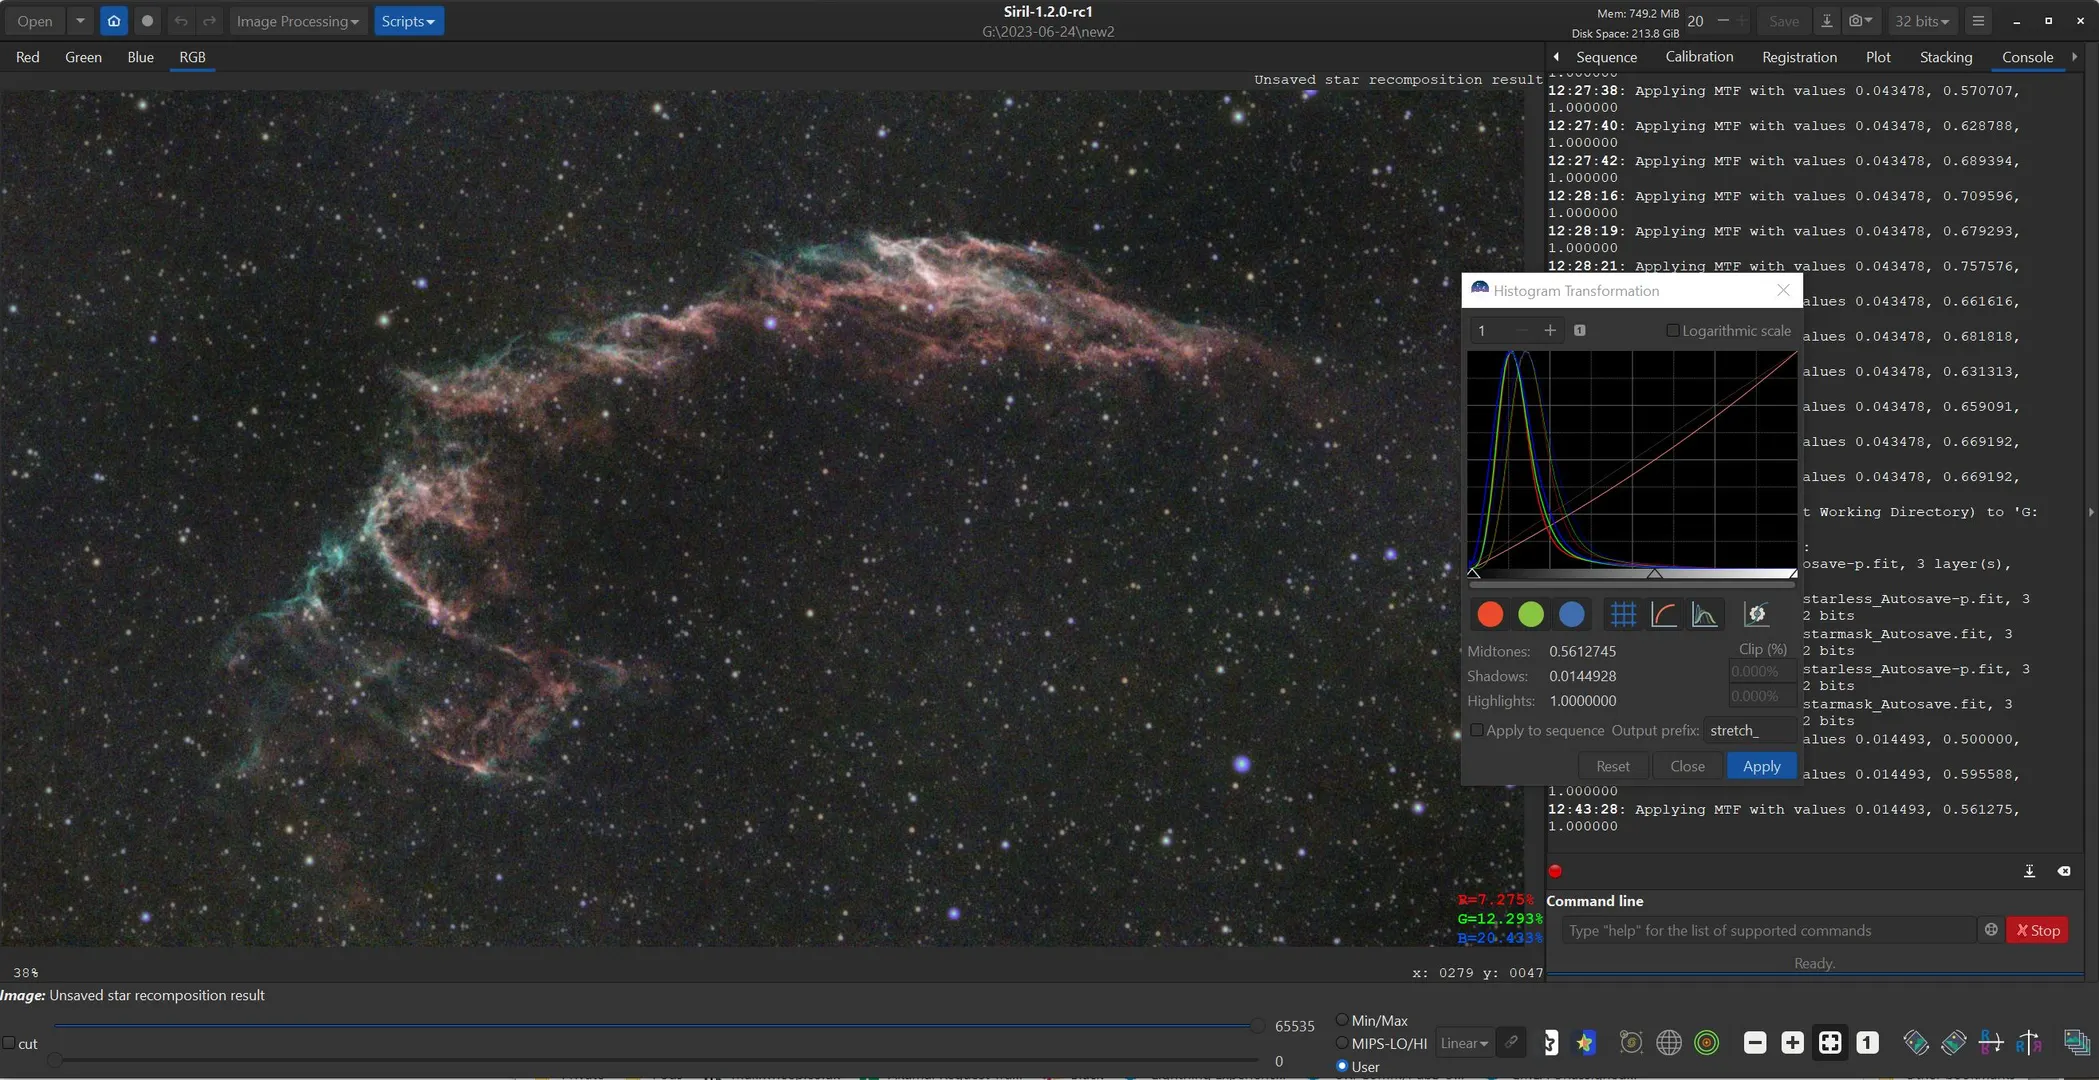 Open
Image Processing
Scripts
Siril-1.2.0-rc1
G:\2023-06-24\new2
Mem: 749.2 MiB
Disk Space: 213.8 GiB
20
Save
32 bits
Red
Green
Blue
RGB
Sequence
Calibration
Registration
Plot
Stacking
Console
Unsaved star recomposition result
1.000000
12:27:38: Applying MTF with values 0.043478, 0.570707,
1.000000
12:27:40: Applying MTF with values 0.043478, 0.628788,
1.000000
12:27:42: Applying MTF with values 0.043478, 0.689394,
1.000000
12:28:16: Applying MTF with values 0.043478, 0.709596,
1.000000
12:28:19: Applying MTF with values 0.043478, 0.679293,
1.000000
12:28:21: Applying MTF with values 0.043478, 0.757576,
alues 0.043478, 0.661616,
alues 0.043478, 0.681818,
alues 0.043478, 0.631313,
alues 0.043478, 0.659091,
alues 0.043478, 0.669192,
alues 0.043478, 0.669192,
t Working Directory) to 'G:
:
osave-p.fit, 3 layer(s),
starless_Autosave-p.fit, 3
2 bits
starmask_Autosave.fit, 3
2 bits
starless_Autosave-p.fit, 3
2 bits
starmask_Autosave.fit, 3
2 bits
alues 0.014493, 0.500000,
alues 0.014493, 0.595588,
1.000000
12:43:28: Applying MTF with values 0.014493, 0.561275,
1.000000
Histogram Transformation
1
1
Logarithmic scale
Midtones: 0.5612745
Clip (%)
Shadows: 0.0144928
0.000%
Highlights: 1.0000000
0.000%
Apply to sequence
Output prefix: stretch_
Reset
Close
Apply
R=7.275%
G=12.293%
B=20.433%
Command line
Type "help" for the list of supported commands
Stop
Ready.
38%
x: 0279 y: 0047
Image: Unsaved star recomposition result
cut
65535
0
Min/Max
MIPS-LO/HI
User
Linear
1